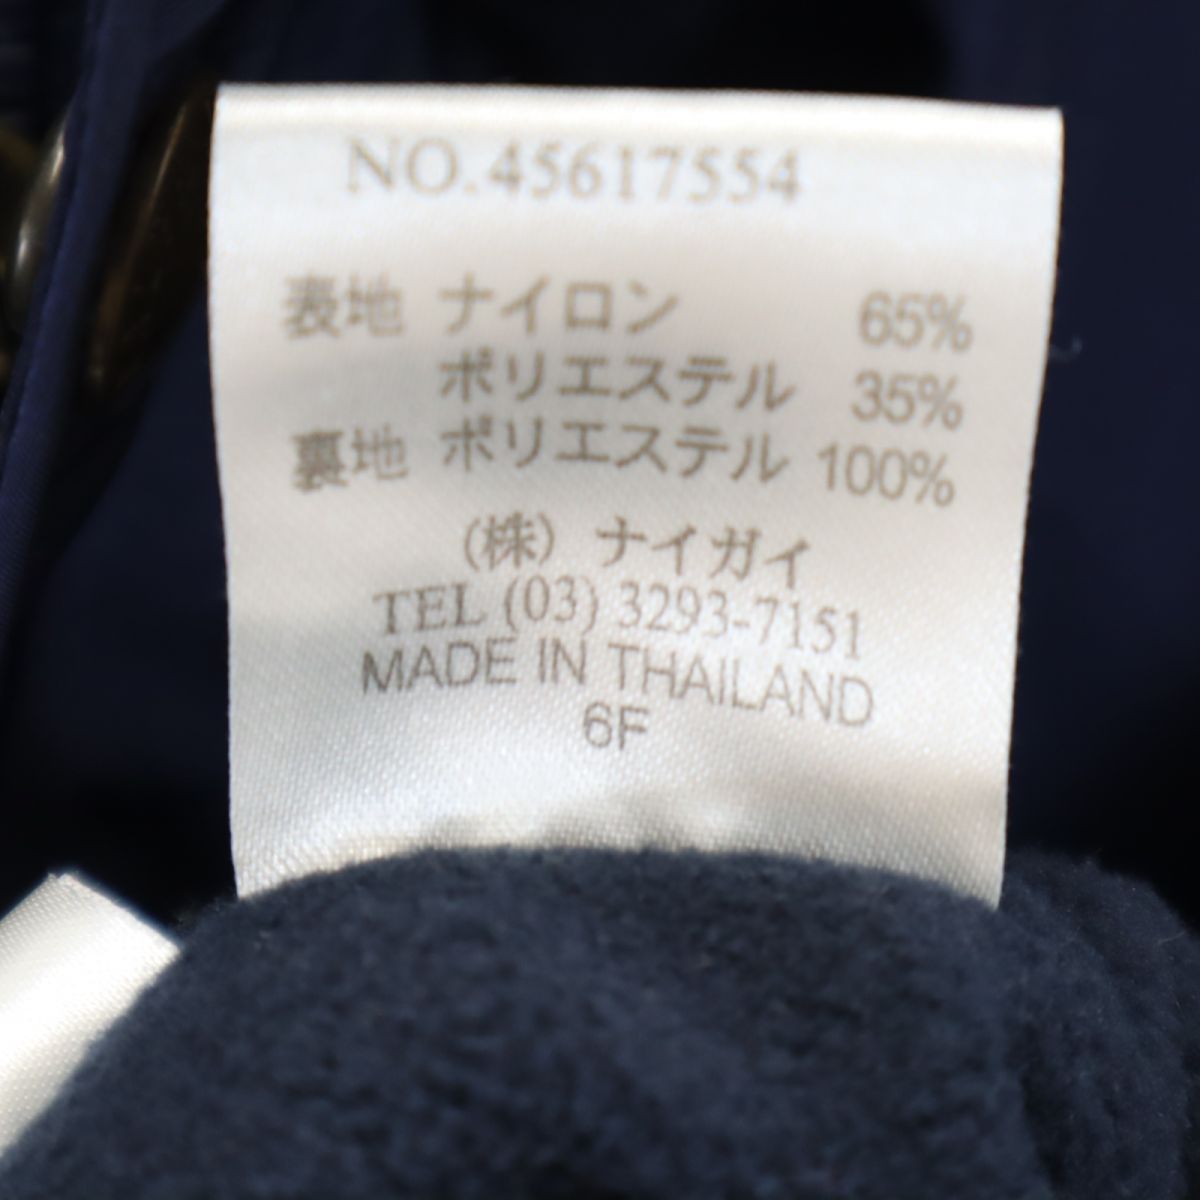 NO.45617554
表地 ナイロン 65%
ポリエステル 35%
裏地 ポリエステル 100%
(株) ナイガイ
TEL (03) 3293-7151
MADE IN THAILAND
6F